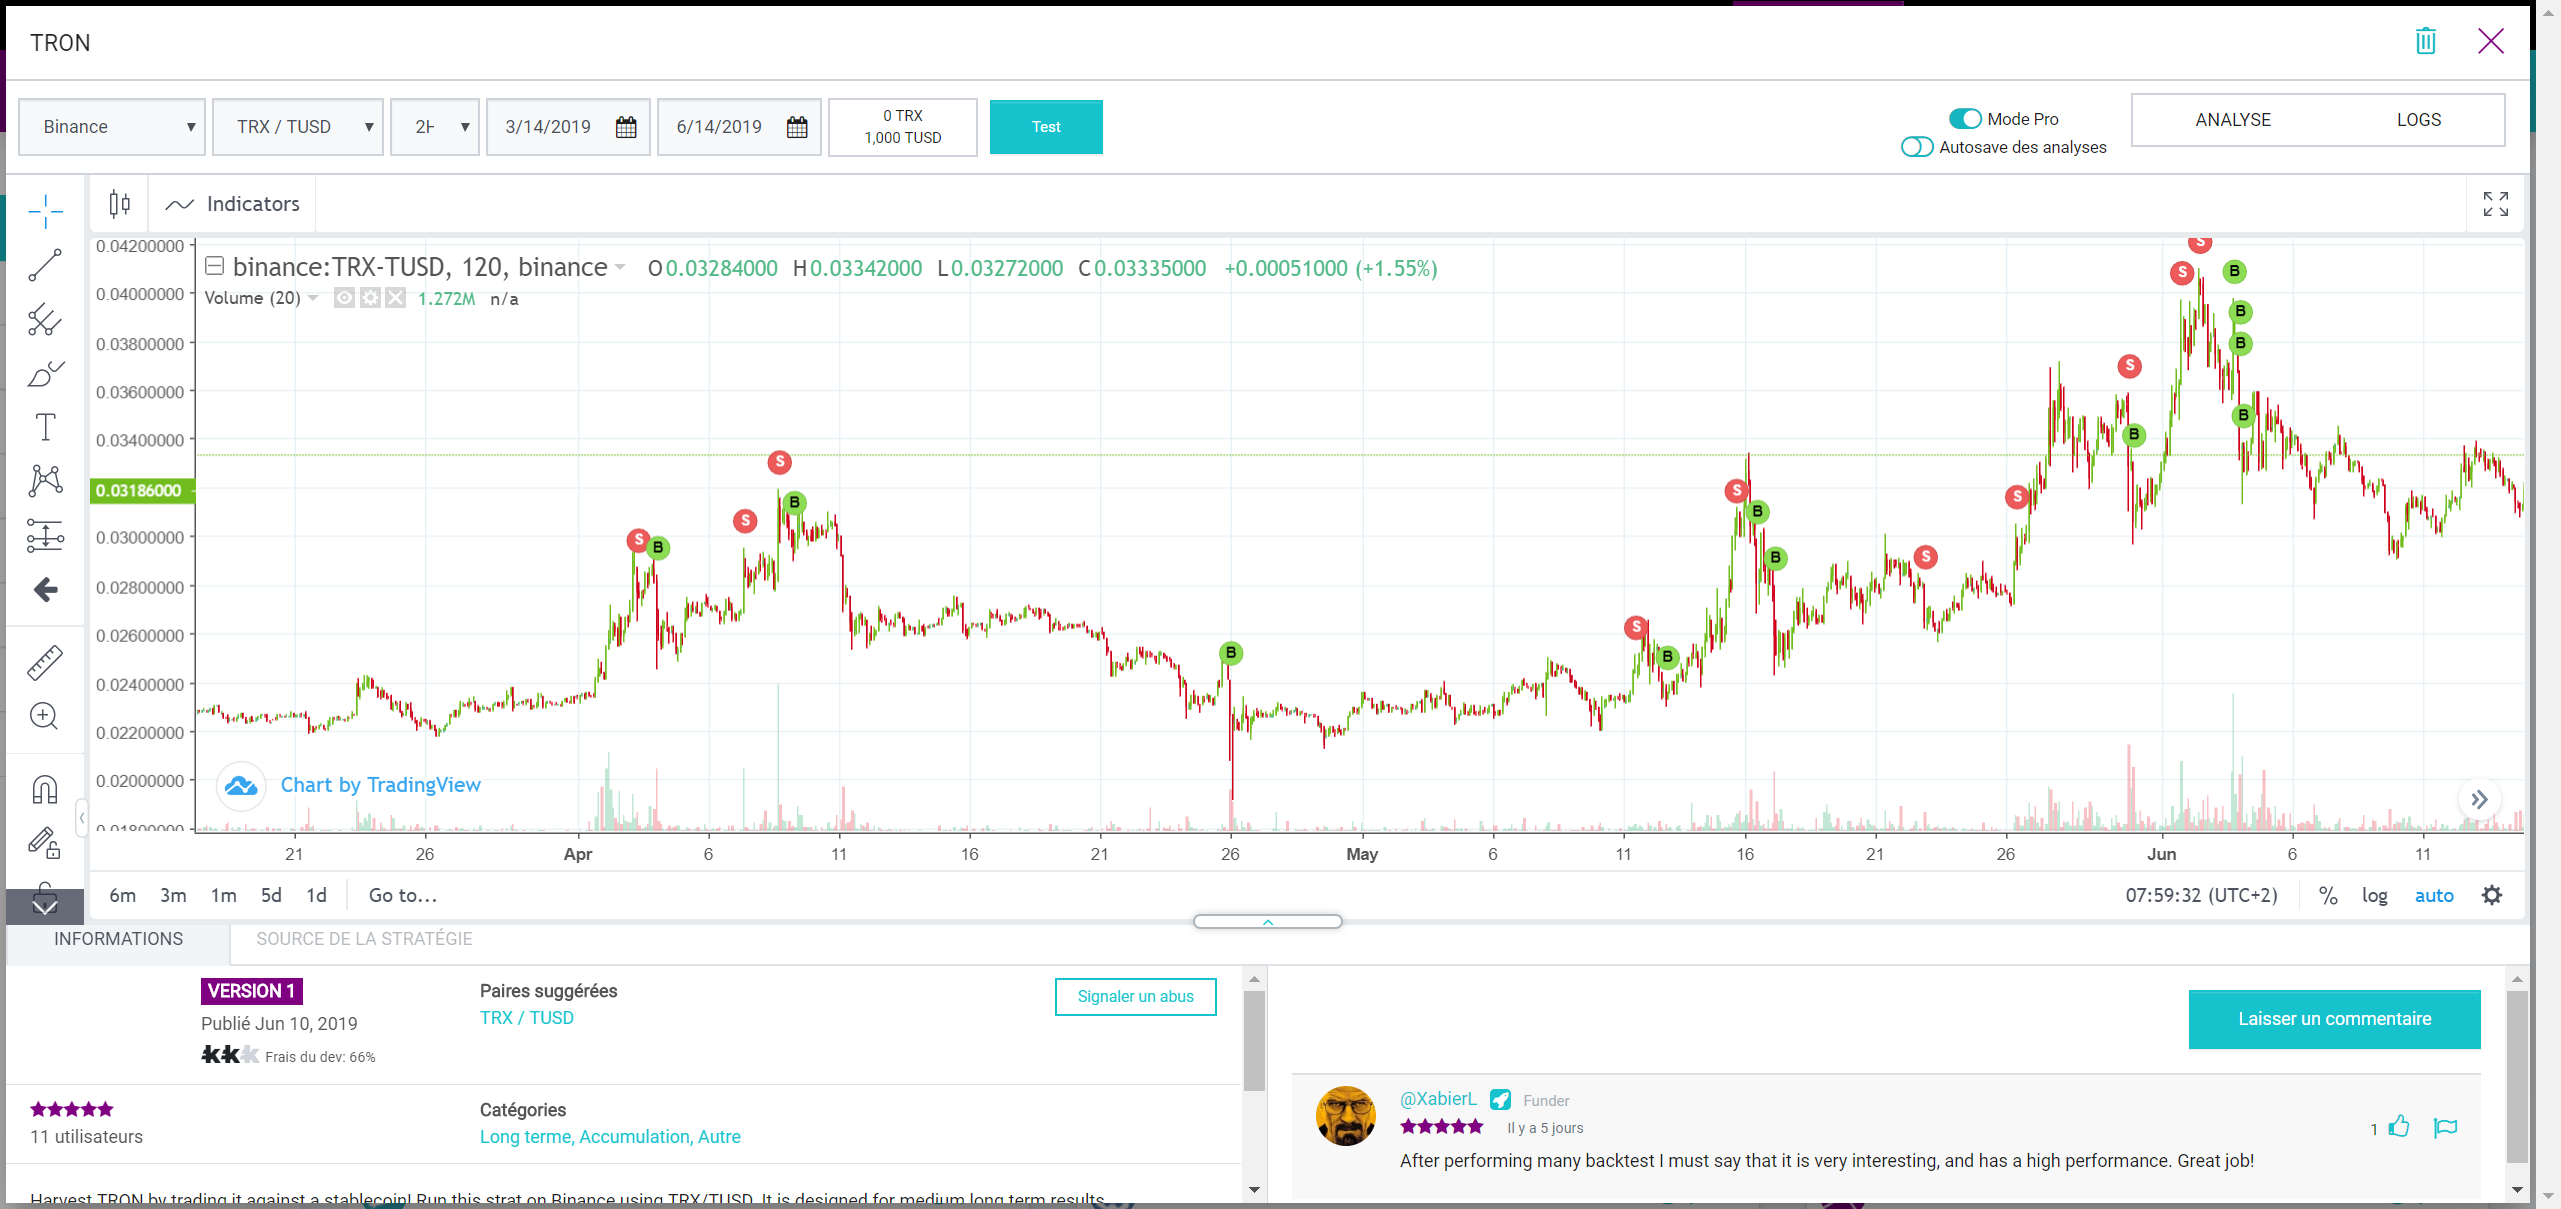 TRON
Binance
TRX / TUSD
2H
3/14/2019
6/14/2019
0 TRX
1,000 TUSD
Test
Mode Pro
Autosave des analyses
ANALYSE
LOGS
Indicators
binance:TRX-TUSD, 120, binance O0.03284000 H0.03342000 L0.03272000 C0.03335000 +0.00051000 (+1.55%)
Volume (20) 1.272M n/a
0.04200000
0.04000000
0.03800000
0.03600000
0.03400000
0.03186000
0.03000000
0.02800000
0.02600000
0.02400000
0.02200000
0.02000000
0.01800000
S
B
S
S
B
B
S
B
S
B
B
S
S
S
B
S
S
B
B
B
B
Chart by TradingView
21 26 Apr 6 11 16 21 26 May 6 11 16 21 26 Jun 6 11
6m 3m 1m 5d 1d Go to...
07:59:32 (UTC+2) % log auto
INFORMATIONS
SOURCE DE LA STRATÉGIE
VERSION 1
Publié Jun 10, 2019
Frais du dev: 66%
Paires suggérées
TRX / TUSD
Signaler un abus
11 utilisateurs
Catégories
Long terme, Accumulation, Autre
Harvest TRON by trading it against a stablecoin! Run this strat on Binance using TRX/TUSD. It is designed for medium long term results
Laisser un commentaire
@XabierL Funder
Il y a 5 jours
1
After performing many backtest I must say that it is very interesting, and has a high performance. Great job!